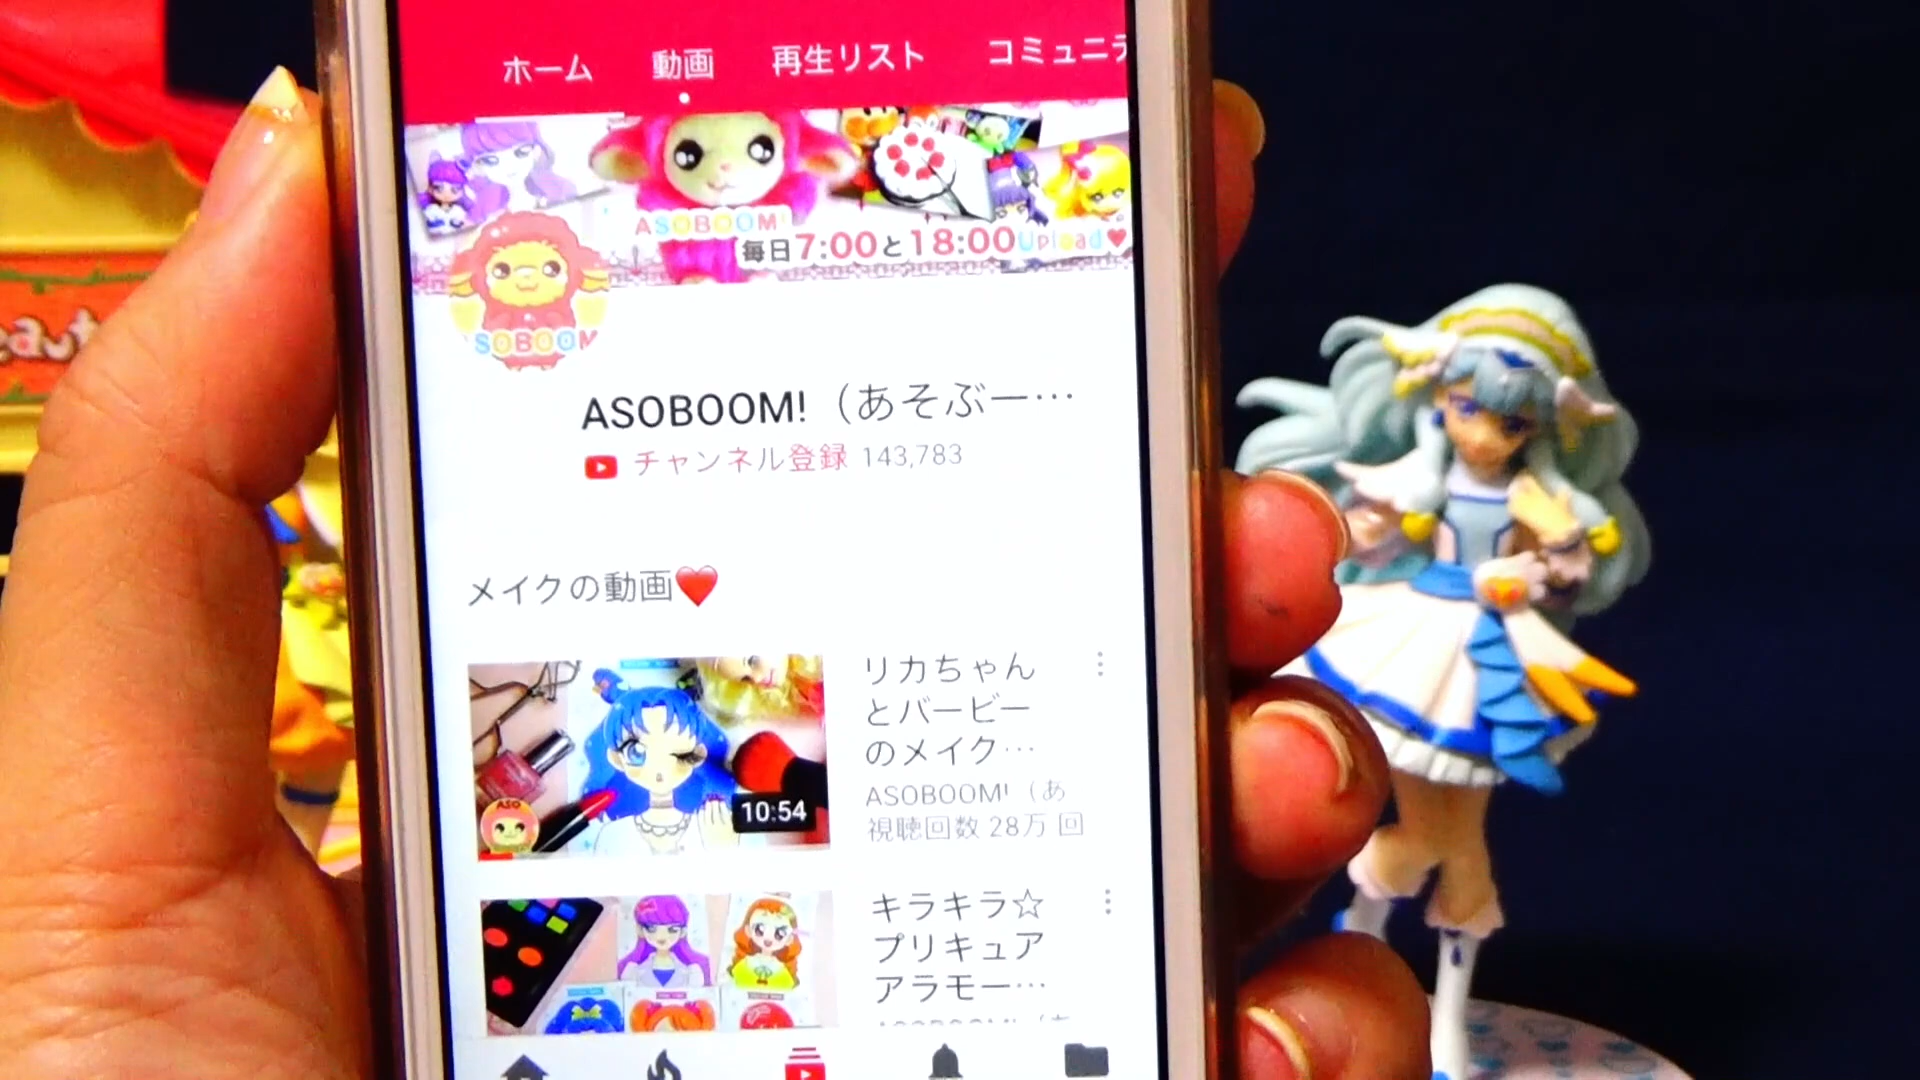 ホーム 動画 再生リスト コミュニテ
ASOBOOM!
毎日7:00と18:00Upload♥
SOBOOM
ASOBOOM!（あそぶー…
チャンネル登録 143,783
メイクの動画❤
リカちゃん
とバービー
のメイク…
ASOBOOM!（あ
視聴回数 28万 回
10:54
ASO
キラキラ☆
プリキュア
アラモー…